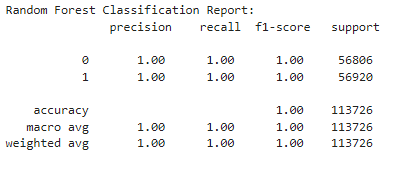 Random Forest Classification Report:
precision recall f1-score support
0 1.00 1.00 1.00 56806
1 1.00 1.00 1.00 56920
accuracy 1.00 113726
macro avg 1.00 1.00 1.00 113726
weighted avg 1.00 1.00 1.00 113726